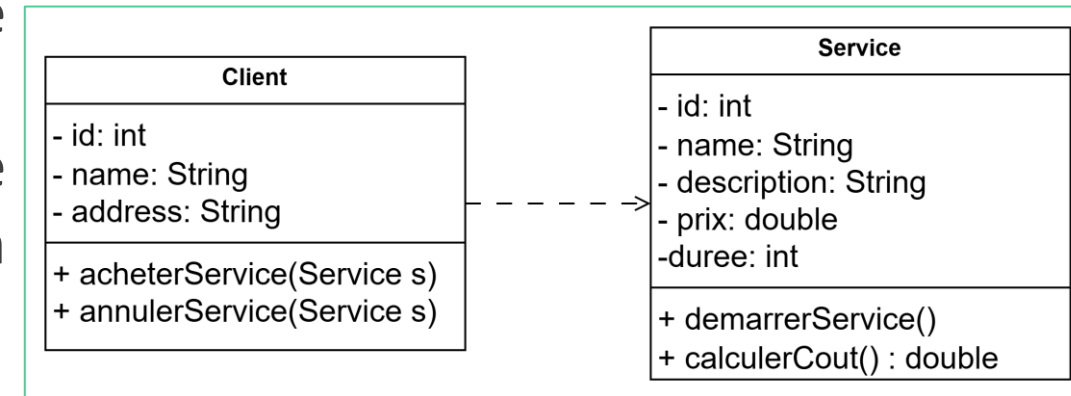 e
e
Client
- id: int
- name: String
- address: String
+ acheterService(Service s)
+ annulerService(Service s)
Service
- id: int
- name: String
- description: String
- prix: double
-duree: int
+ demarrerService()
+ calculerCout() : double